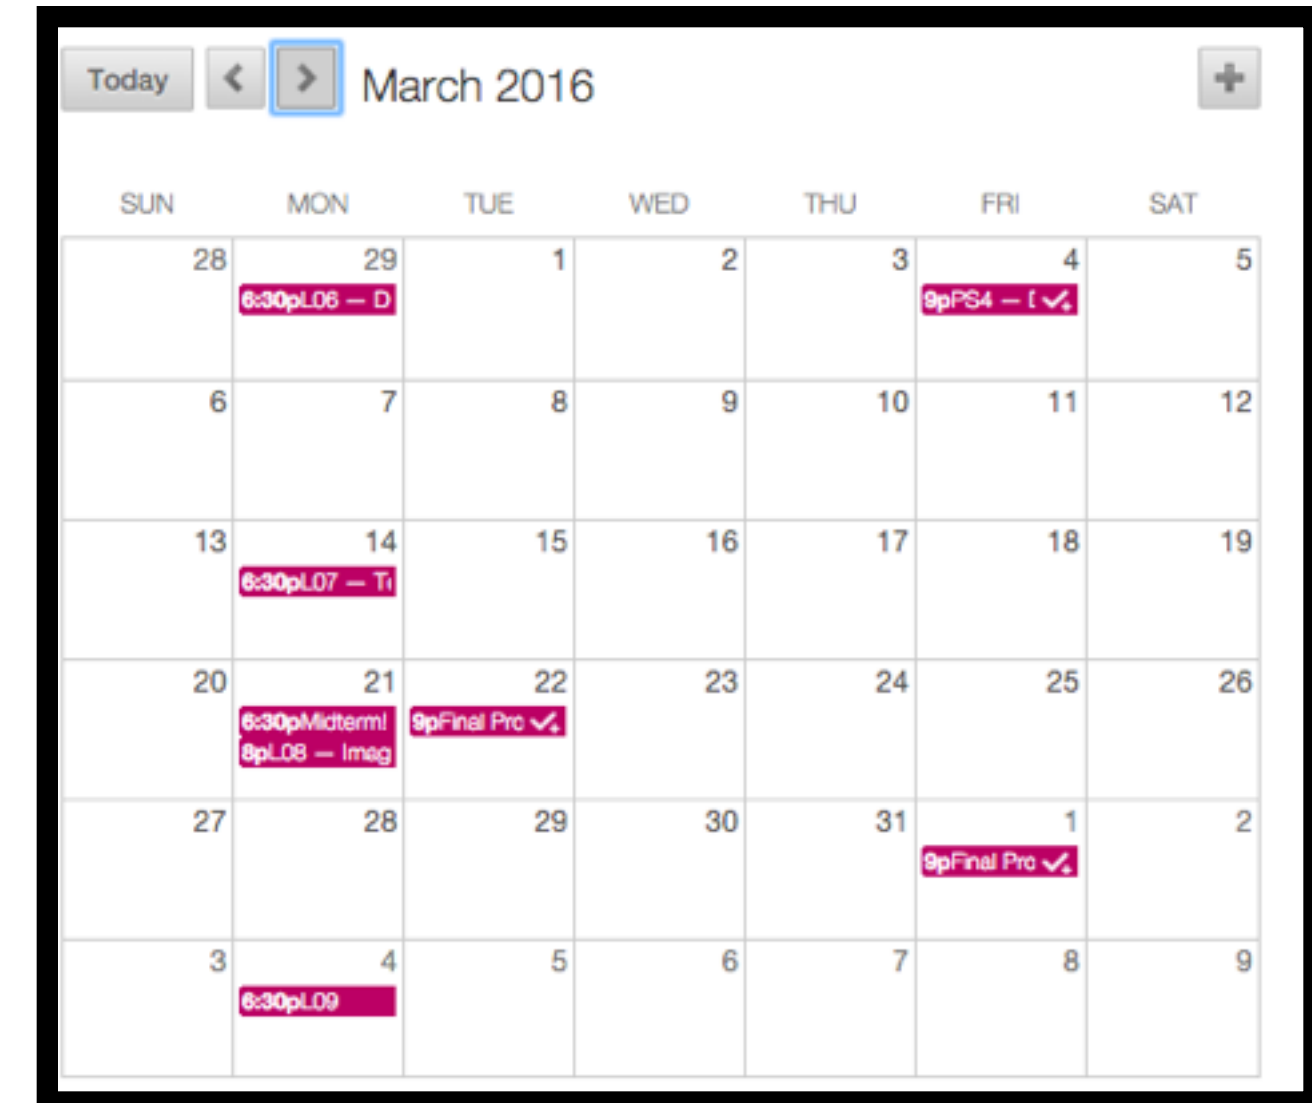 Today March 2016
SUN MON TUE WED THU FRI SAT
28 29 1 2 3 4 5
6:30pL06 — D 9pPS4 —
6 7 8 9 10 11 12
13 14 15 16 17 18 19
6:30pL07 —
20 21 22 23 24 25 26
6:30pMidterm! 9pFinal Pro
8pL08 — Imag
27 28 29 30 31 1 2
9pFinal Pro
3 4 5 6 7 8 9
6:30pL09